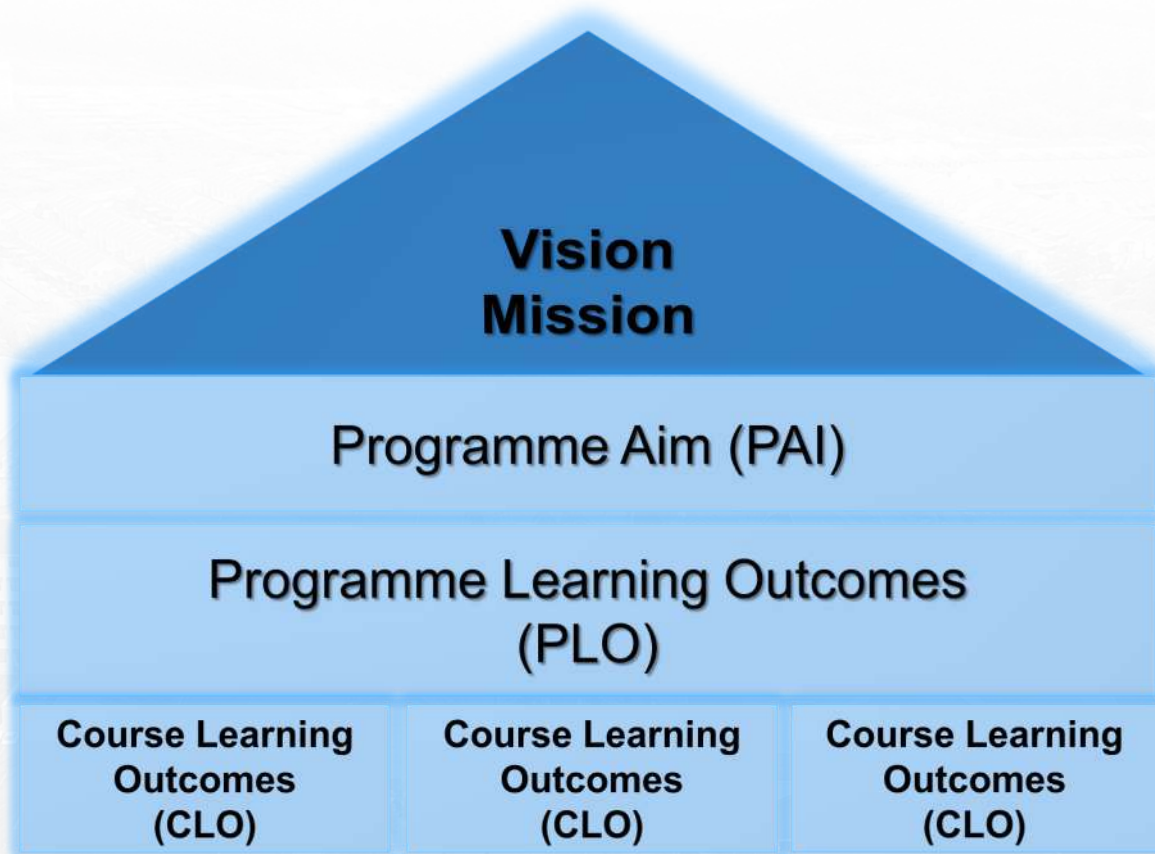 Vision
Mission
Programme Aim (PAI)
Programme Learning Outcomes
(PLO)
Course Learning
Outcomes
(CLO)
Course Learning
Outcomes
(CLO)
Course Learning
Outcomes
(CLO)